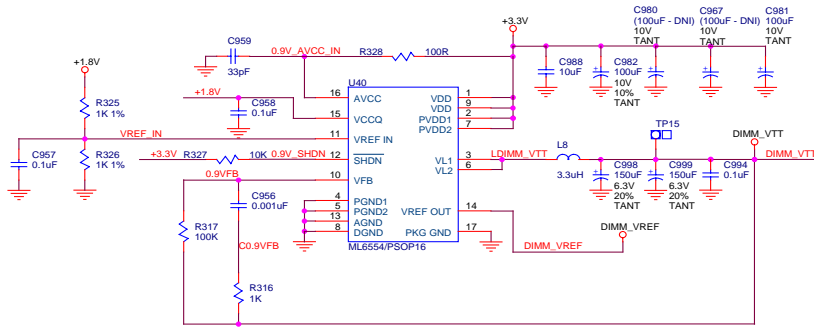 C980
(100uF - DNI)
10V
TANT
C967
(100uF - DNI)
10V
TANT
C981
100uF
10V
TANT
+3.3V
C959
33pF
0.9V_AVCC_IN
R328
100R
C988
10uF
C982
100uF
10V
10%
TANT
+1.8V
U40
16
AVCC
VDD
1
VDD
9
PVDD1
2
PVDD2
7
+1.8V
C958
0.1uF
15
VCCQ
R325
1K 1%
VREF_IN
11
VREF IN
TP15
DIMM_VTT
C957
0.1uF
R326
1K 1%
+3.3V
R327
10K
0.9V_SHDN
12
SHDN
VL1
3
VL2
6
LDIMM_VTT
L8
3.3uH
DIMM_VTT
0.9VFB
10
VFB
C998
150uF
6.3V
20%
TANT
C999
150uF
6.3V
20%
TANT
C994
0.1uF
C956
0.001uF
4
PGND1
5
PGND2
13
AGND
8
DGND
VREF OUT
14
PKG GND
17
DIMM_VREF
DIMM_VREF
R317
100K
C0.9VFB
ML6554/PSOP16
R316
1K